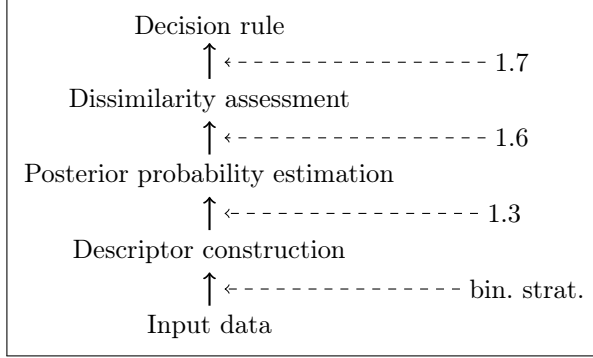 Decision rule
1.7
Dissimilarity assessment
1.6
Posterior probability estimation
1.3
Descriptor construction
bin. strat.
Input data